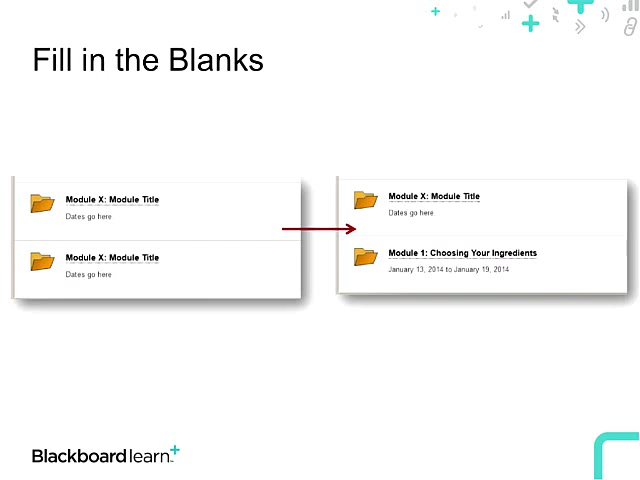 Fill in the Blanks
Module X: Module Title
Dates go here
Module X: Module Title
Dates go here
Module X: Module Title
Dates go here
Module 1: Choosing Your Ingredients
January 13, 2014 to January 19, 2014
Blackboard learn+